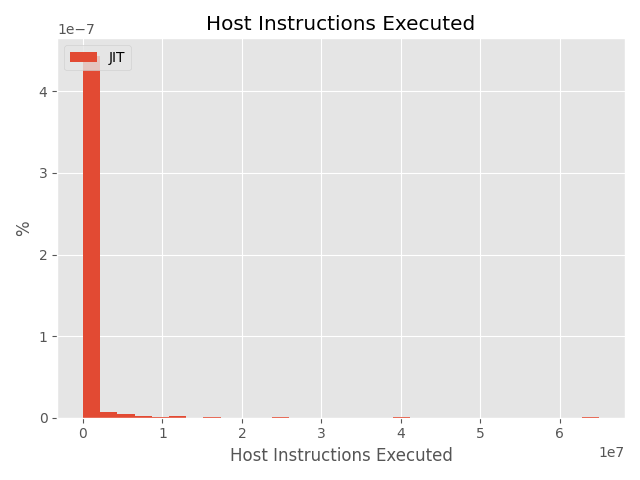 Host Instructions Executed
1e−7
JIT
4
3
2
1
0
%
0 1 2 3 4 5 6
1e7
Host Instructions Executed